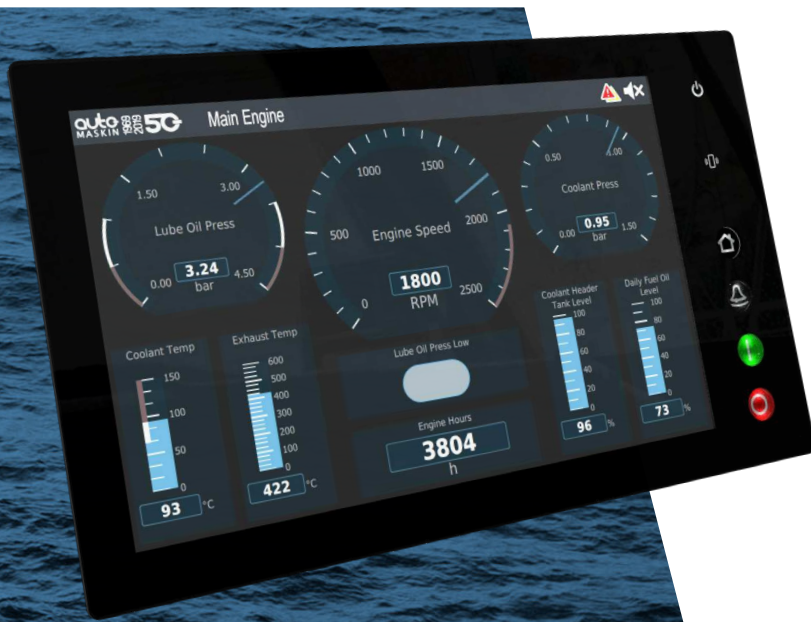 auto
MASKIN
1969
2019
50
Main Engine
1.50
3.00
Lube Oil Press
0.00
3.24
4.50
bar
0
500
1000
1500
2000
2500
Engine Speed
1800
RPM
0.50
1.00
Coolant Press
0.00
0.95
1.50
bar
Coolant Temp
150
100
50
0
93
°C
Exhaust Temp
600
500
400
300
200
100
0
422
°C
Lube Oil Press Low
Engine Hours
3804
h
Coolant Header
Tank Level
100
80
60
40
20
0
96
%
Daily Fuel Oil
Level
100
80
60
40
20
0
73
%